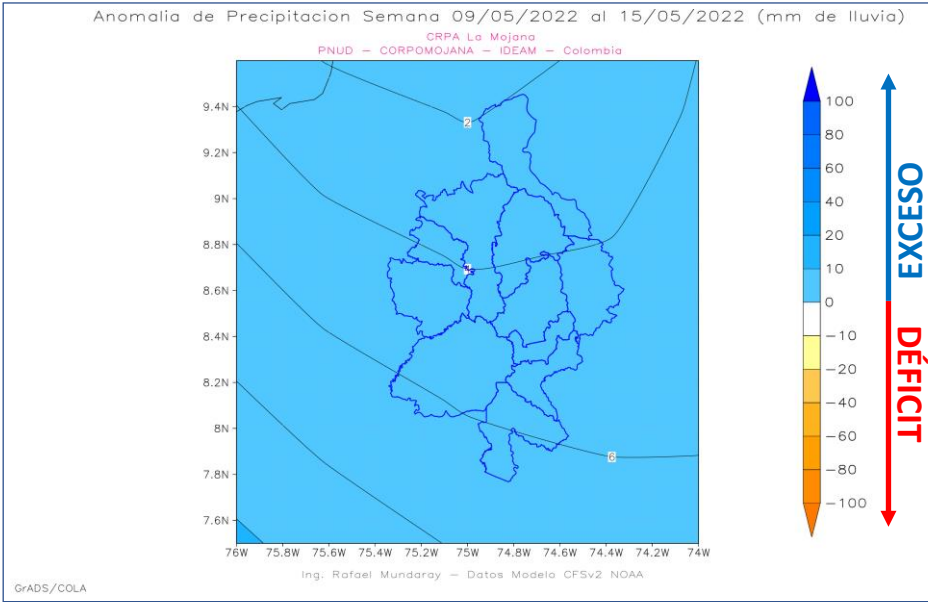 Anomalia de Precipitacion Semana 09/05/2022 al 15/05/2022 (mm de lluvia)
CRPA La Mojana
PNUD – CORPOMOJANA – IDEAM – Colombia
9.4N
9.2N
9N
8.8N
8.6N
8.4N
8.2N
8N
7.8N
7.6N
2
6
76W 75.8W 75.6W 75.4W 75.2W 75W 74.8W 74.6W 74.4W 74.2W 74W
100
80
60
40
20
10
0
−10
−20
−40
−60
−80
−100
EXCESO
DÉFICIT
Ing. Rafael Mundaray – Datos Modelo CFSv2 NOAA
GrADS/COLA